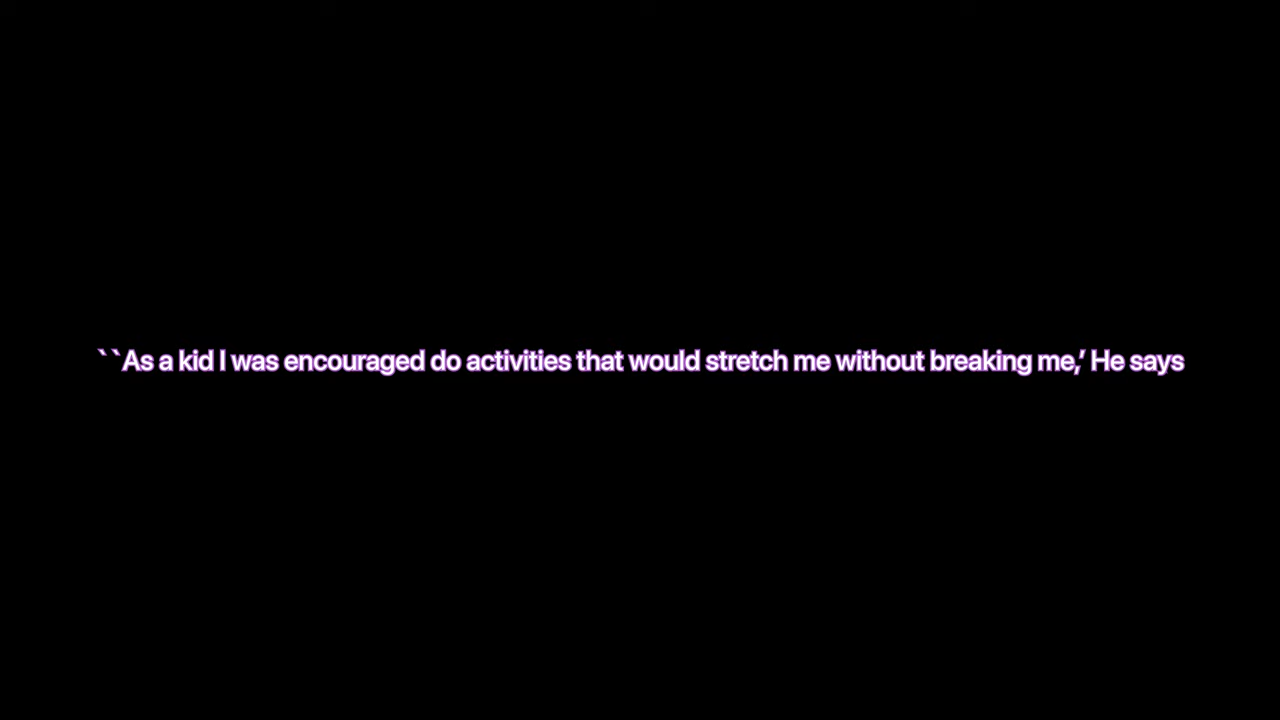 ``As a kid I was encouraged do activities that would stretch me without breaking me,’ He says